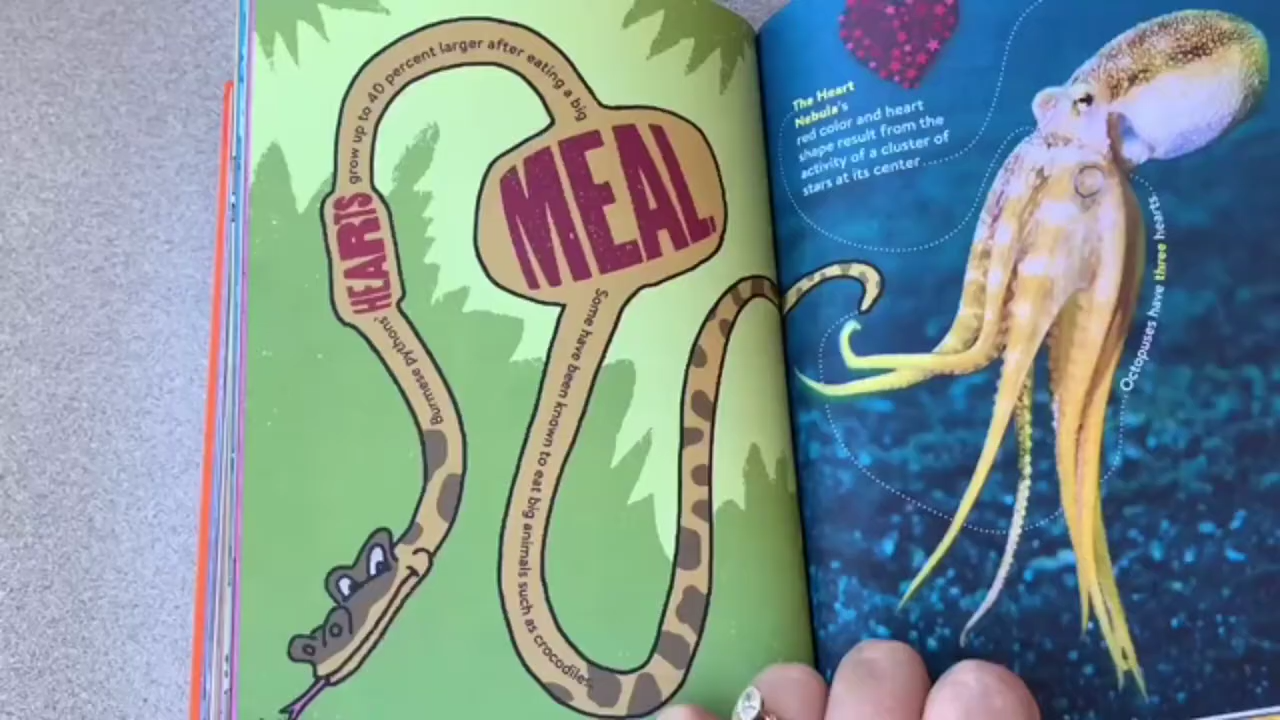 Burmese pythons'
HEARTS
grow up to 40 percent larger after eating a big
MEAL.
Some have been known to eat big animals such as crocodiles.
The Heart
Nebula's
red color and heart
shape result from the
activity of a cluster of
stars at its center.
Octopuses have three hearts.